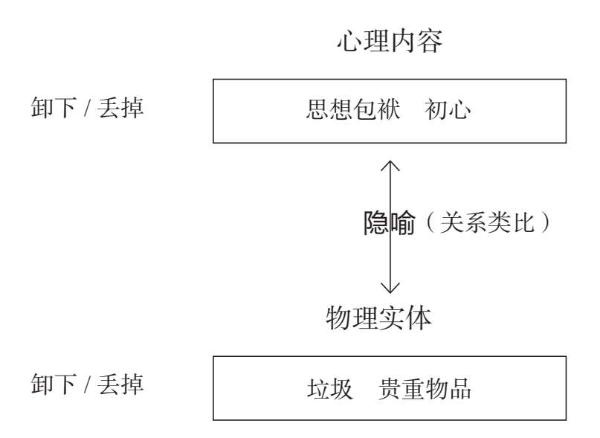 心理内容
卸下 / 丢掉 思想包袱 初心
隐喻（关系类比）
物理实体
卸下 / 丢掉 垃圾 贵重物品